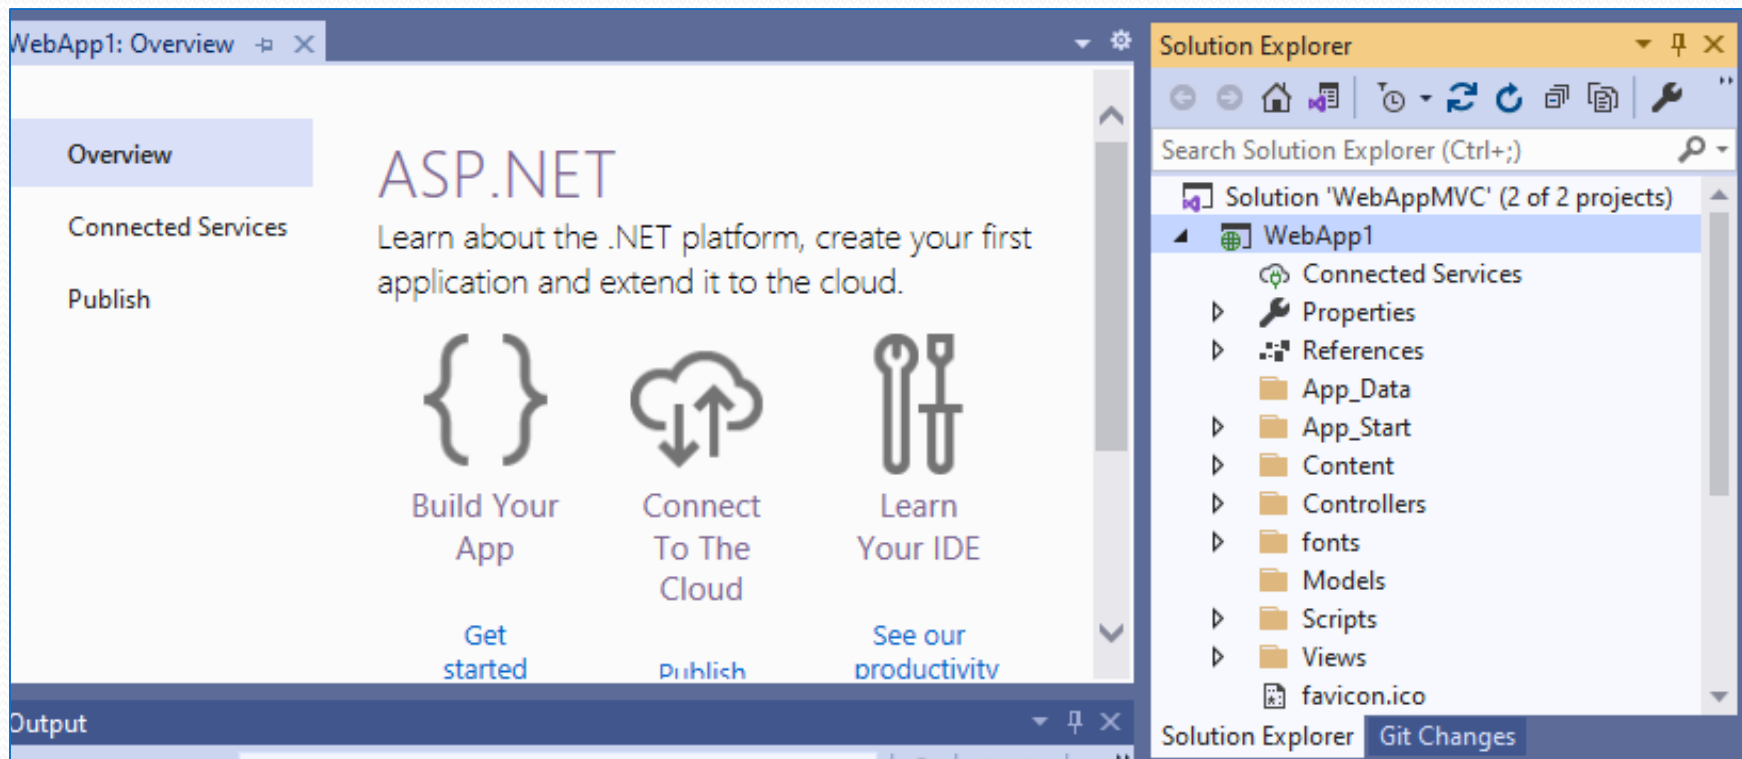 WebApp1: Overview
Overview
Connected Services
Publish
ASP.NET
Learn about the .NET platform, create your first
application and extend it to the cloud.
Build Your
App
Connect
To The
Cloud
Learn
Your IDE
Get
started
Publish
See our
productivity
Output
Solution Explorer
Search Solution Explorer (Ctrl+;)
Solution 'WebAppMVC' (2 of 2 projects)
WebApp1
Connected Services
Properties
References
App_Data
App_Start
Content
Controllers
fonts
Models
Scripts
Views
favicon.ico
Solution Explorer
Git Changes